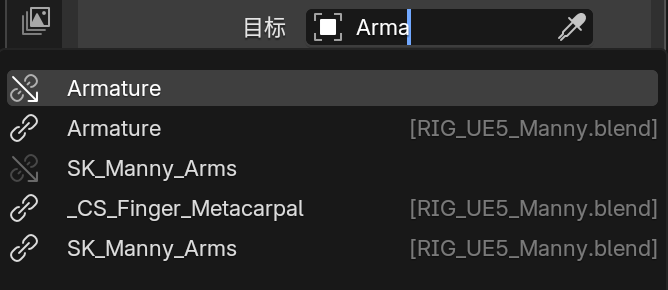 目标 Arma
Armature
Armature [RIG_UE5_Manny.blend]
SK_Manny_Arms
_CS_Finger_Metacarpal [RIG_UE5_Manny.blend]
SK_Manny_Arms [RIG_UE5_Manny.blend]